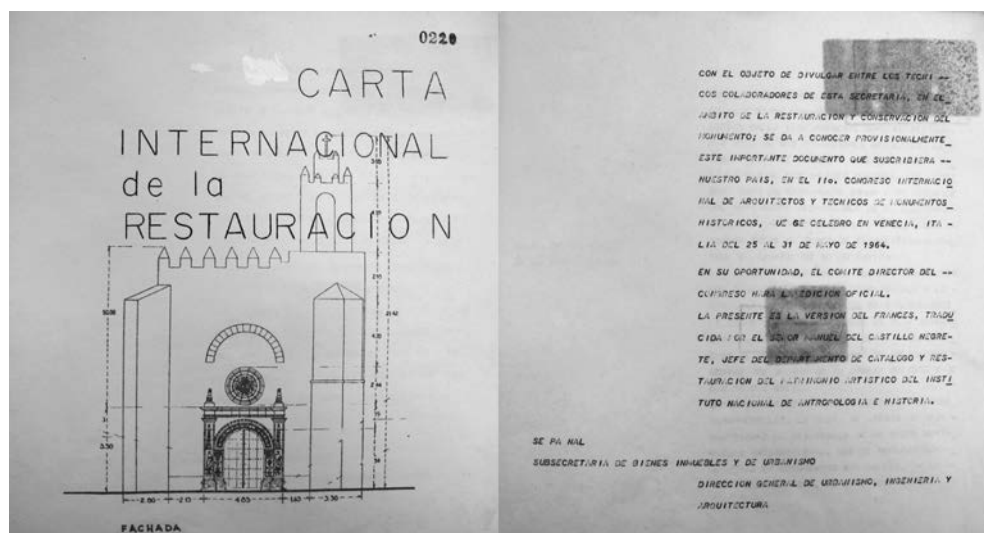 0220
CARTA
INTERNACIONAL
de la
RESTAURACION
FACHADA
CON EL OBJETO DE DIVULGAR ENTRE LOS TECNI --
COS COLABORADORES DE ESTA SECRETARIA, EN EL
AMBITO DE LA RESTAURACION Y CONSERVACION DEL
MONUMENTO; SE DA A CONOCER PROVISIONALMENTE
ESTE IMPORTANTE DOCUMENTO QUE SUSCRIBIERA --
NUESTRO PAIS, EN EL IIo. CONGRESO INTERNACIO
NAL DE ARQUITECTOS Y TECNICOS DE MONUMENTOS
HISTORICOS, UE SE CELEBRO EN VENECIA, ITA -
LIA DEL 25 AL 31 DE MAYO DE 1964.
EN SU OPORTUNIDAD, EL COMITE DIRECTOR DEL --
CONGRESO HARA LA EDICION OFICIAL.
LA PRESENTE ES LA VERSION DEL FRANCES, TRADU
CIDA POR EL SEÑOR MANUEL DEL CASTILLO NEGRE-
TE, JEFE DEL DEPARTAMENTO DE CATALOGO Y RES-
TAURACION DEL PATRIMONIO ARTISTICO DEL INSTI
TUTO NACIONAL DE ANTROPOLOGIA E HISTORIA.
SE PA NAL
SUBSECRETARIA DE BIENES INMUEBLES Y DE URBANISMO
DIRECCION GENERAL DE URBANISMO, INGENIERIA Y
ARQUITECTURA